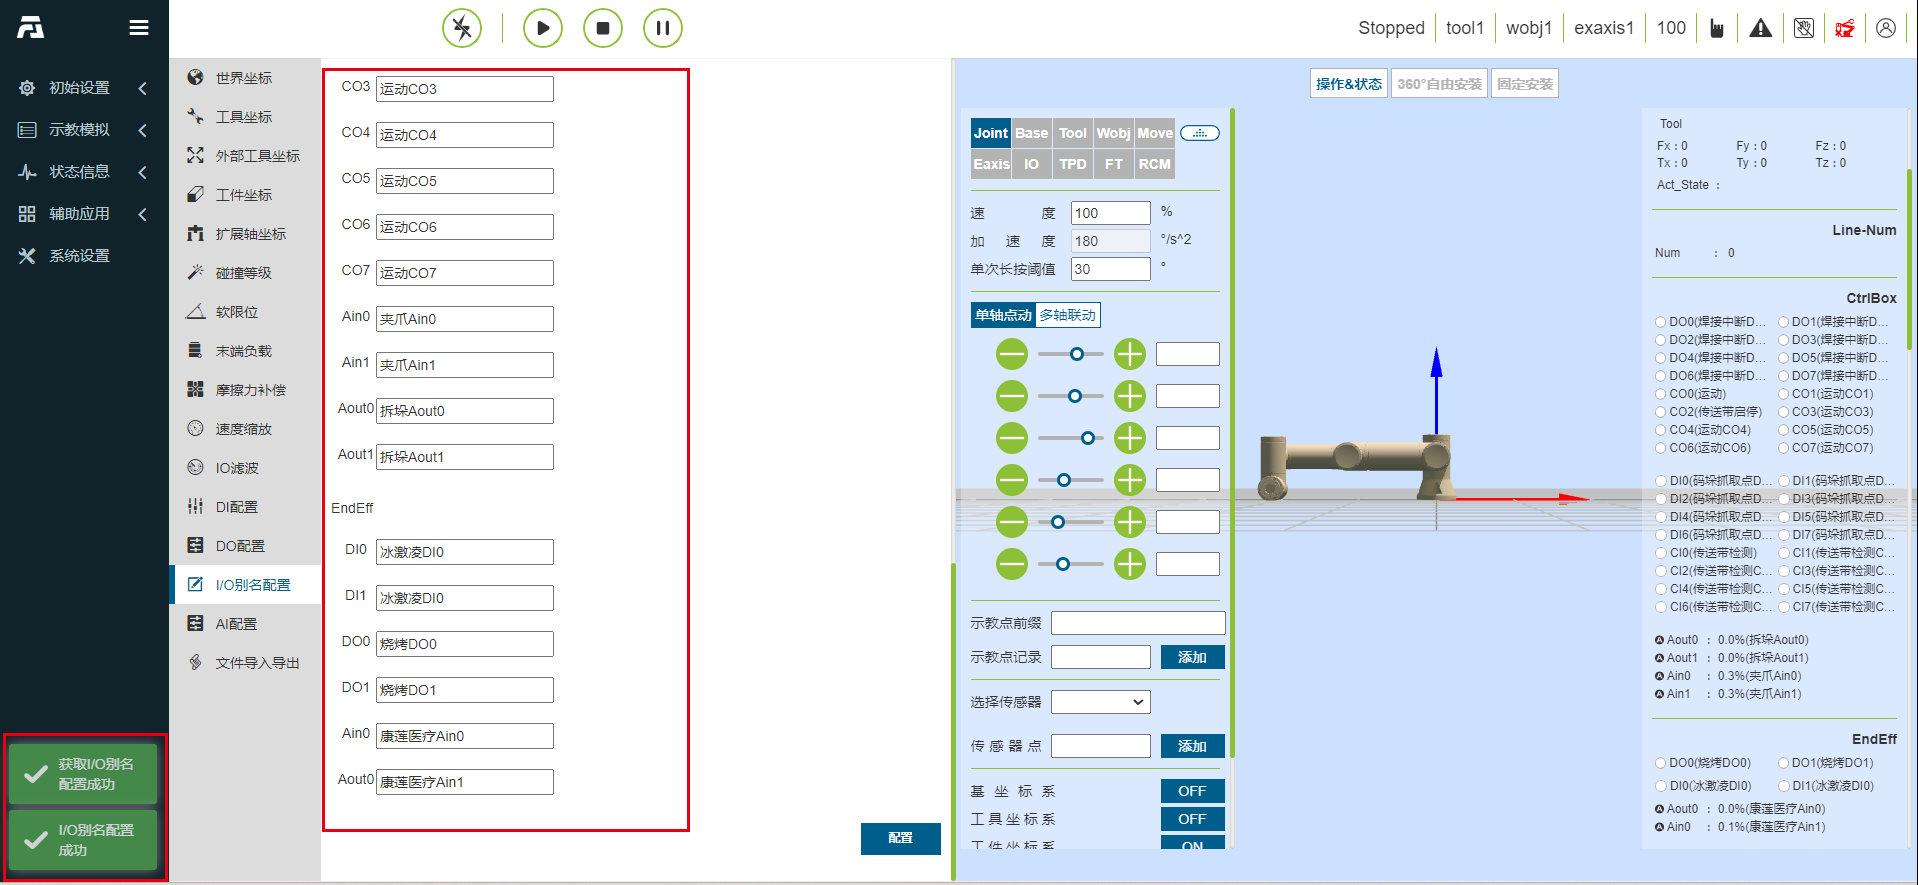 Stopped
tool1
wobj1
exaxis1
100
初始设置
示教模拟
状态信息
辅助应用
系统设置
获取I/O别名
配置成功
I/O别名配置
成功
世界坐标
工具坐标
外部工具坐标
工件坐标
扩展轴坐标
碰撞等级
软限位
末端负载
摩擦力补偿
速度缩放
IO滤波
DI配置
DO配置
I/O别名配置
AI配置
文件导入导出
CO3 运动CO3
CO4 运动CO4
CO5 运动CO5
CO6 运动CO6
CO7 运动CO7
Ain0 夹爪Ain0
Ain1 夹爪Ain1
Aout0 拆垛Aout0
Aout1 拆垛Aout1
EndEff
DI0 冰激凌DI0
DI1 冰激凌DI0
DO0 烧烤DO0
DO1 烧烤DO1
Ain0 康莲医疗Ain0
Aout0 康莲医疗Ain1
配置
操作&状态 360°自由安装 固定安装
Joint Base Tool Wobj Move
Eaxis IO TPD FT RCM
速度 100 %
加速度 180 °/s^2
单次长按阈值 30 °
单轴点动 多轴联动
示教点前缀
示教点记录 添加
选择传感器
传感器点 添加
基坐标系 OFF
工具坐标系 OFF
工件坐标系 ON
Tool
Fx : 0 Fy : 0 Fz : 0
Tx : 0 Ty : 0 Tz : 0
Act_State :
Line-Num
Num : 0
CtrlBox
DO0(焊接中断D... DO1(焊接中断D...
DO2(焊接中断D... DO3(焊接中断D...
DO4(焊接中断D... DO5(焊接中断D...
DO6(焊接中断D... DO7(焊接中断D...
CO0(运动) CO1(运动CO1)
CO2(传送带启停) CO3(运动CO3)
CO4(运动CO4) CO5(运动CO5)
CO6(运动CO6) CO7(运动CO7)
DI0(码垛抓取点D... DI1(码垛抓取点D...
DI2(码垛抓取点D... DI3(码垛抓取点D...
DI4(码垛抓取点D... DI5(码垛抓取点D...
DI6(码垛抓取点D... DI7(码垛抓取点D...
CI0(传送带检测) CI1(传送带检测C...
CI2(传送带检测C... CI3(传送带检测C...
CI4(传送带检测C... CI5(传送带检测C...
CI6(传送带检测C... CI7(传送带检测C...
Aout0 : 0.0%(拆垛Aout0)
Aout1 : 0.0%(拆垛Aout1)
Ain0 : 0.3%(夹爪Ain0)
Ain1 : 0.3%(夹爪Ain1)
EndEff
DO0(烧烤DO0) DO1(烧烤DO1)
DI0(冰激凌DI0) DI1(冰激凌DI0)
Aout0 : 0.0%(康莲医疗Ain0)
Ain0 : 0.1%(康莲医疗Ain1)